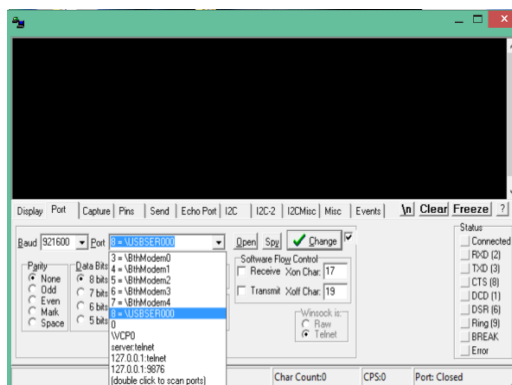 Display Port Capture Pins Send Echo Port I2C I2C-2 I2CMisc Misc Events \n Clear Freeze ?
Baud 921600 Port 8 = \USBSER000 Open Spy Change
Parity
None
Odd
Even
Mark
Space
Data Bits
8 bits
7 bits
6 bits
5 bits
3 = \BthModem0
4 = \BthModem1
5 = \BthModem2
6 = \BthModem3
7 = \BthModem4
8 = \USBSER000
0
\VCP0
server:telnet
127.0.0.1:telnet
127.0.0.1:9876
(double click to scan ports)
Software Flow Control
Receive Xon Char: 17
Transmit Xoff Char: 19
Winsock is:
Raw
Telnet
Status
Connected
RXD (2)
TXD (3)
CTS (8)
DCD (1)
DSR (6)
Ring (9)
BREAK
Error
Char Count:0 CPS:0 Port: Closed